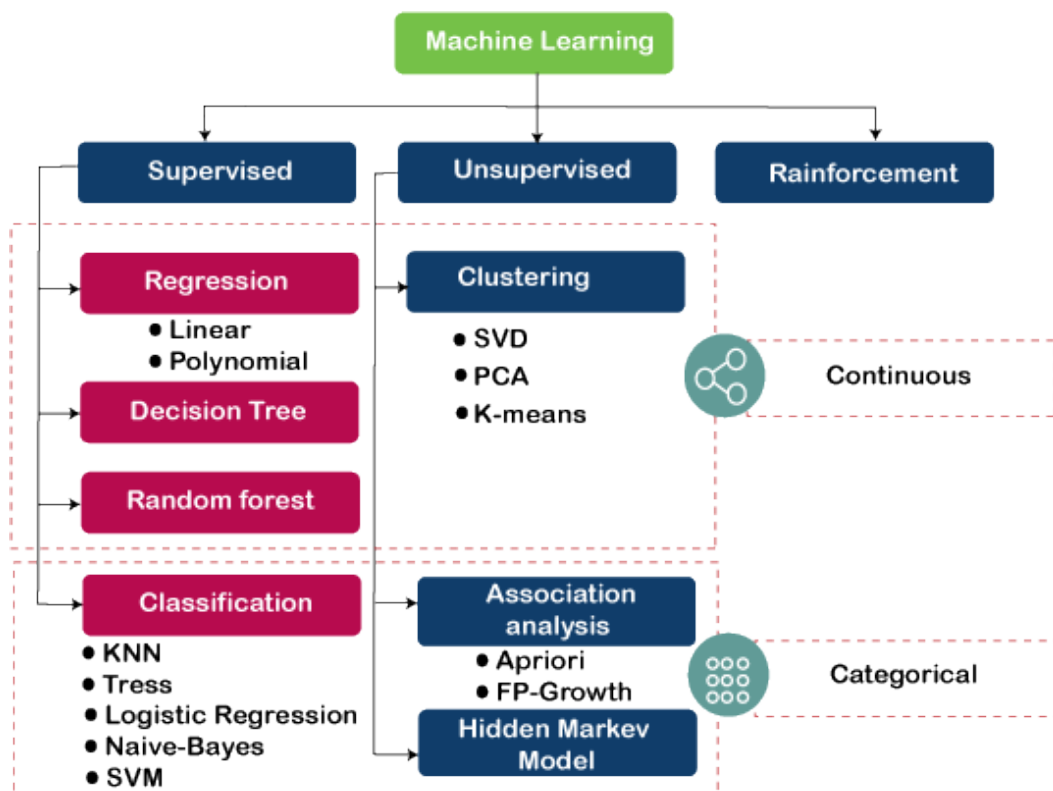 Machine Learning
Supervised
Unsupervised
Rainforcement
Regression
● Linear
● Polynomial
Decision Tree
Random forest
Clustering
● SVD
● PCA
● K-means
Continuous
Classification
● KNN
● Tress
● Logistic Regression
● Naive-Bayes
● SVM
Association
analysis
● Apriori
● FP-Growth
Hidden Markev
Model
Categorical